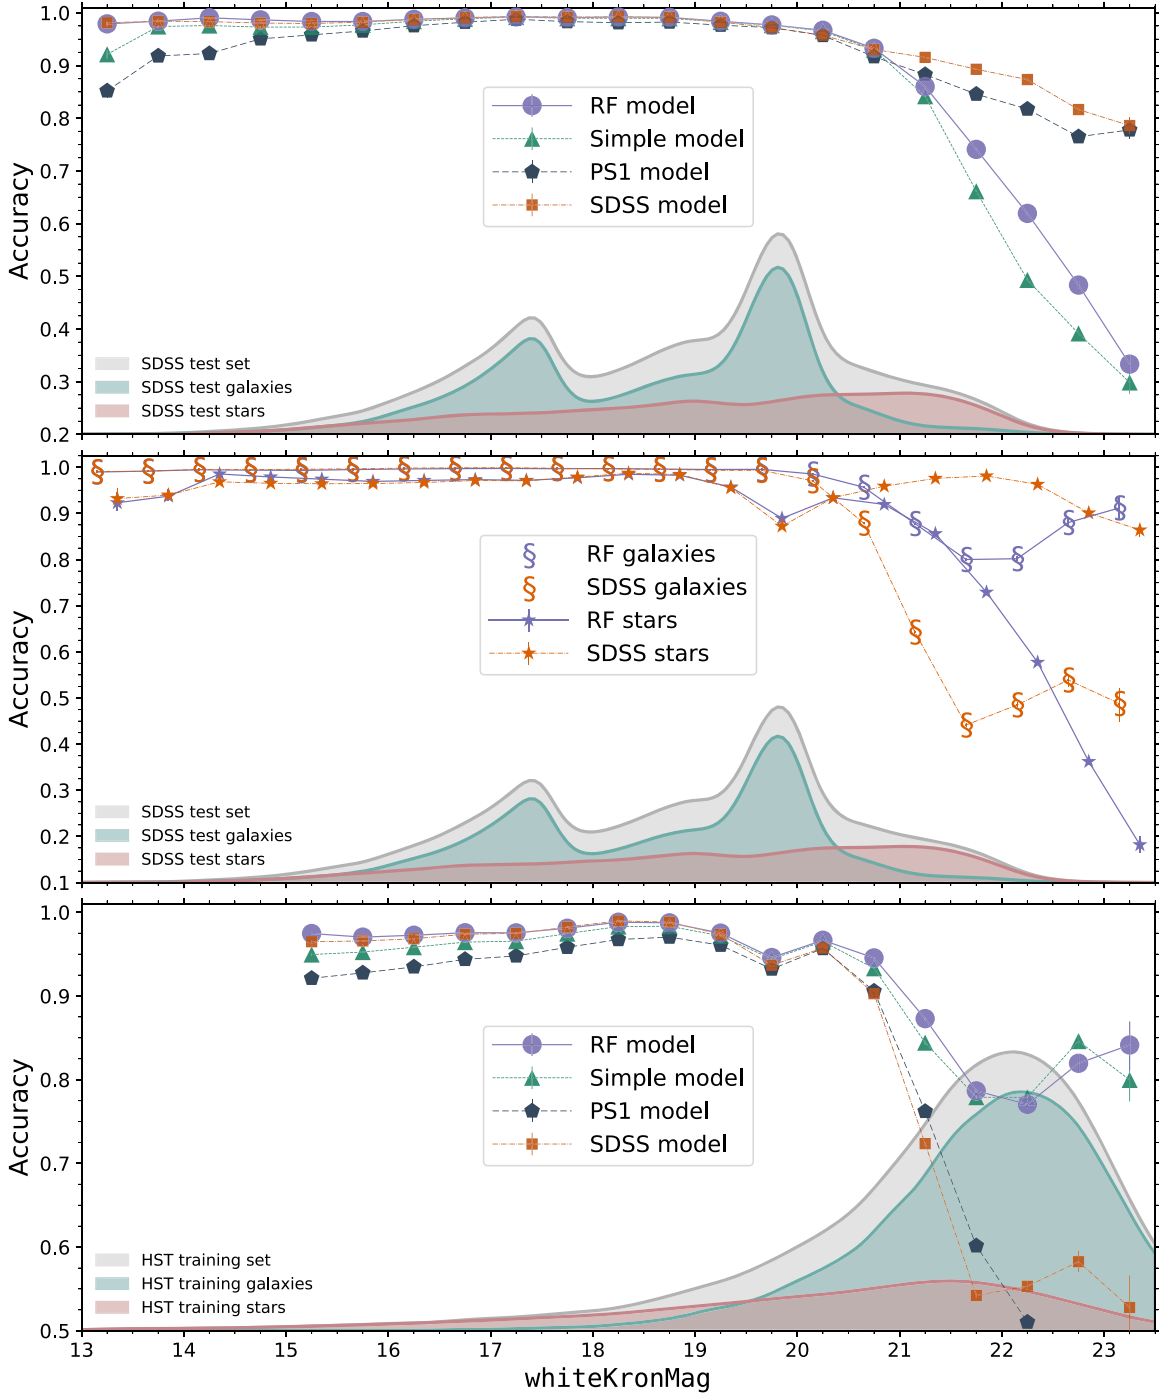 1.0
0.9
0.8
0.7
0.6
0.5
0.4
0.3
0.2
Accuracy
RF model
Simple model
PS1 model
SDSS model
SDSS test set
SDSS test galaxies
SDSS test stars
1.0
0.9
0.8
0.7
0.6
0.5
0.4
0.3
0.2
0.1
Accuracy
RF galaxies
SDSS galaxies
RF stars
SDSS stars
SDSS test set
SDSS test galaxies
SDSS test stars
1.0
0.9
0.8
0.7
0.6
0.5
Accuracy
RF model
Simple model
PS1 model
SDSS model
HST training set
HST training galaxies
HST training stars
13 14 15 16 17 18 19 20 21 22 23
whiteKronMag